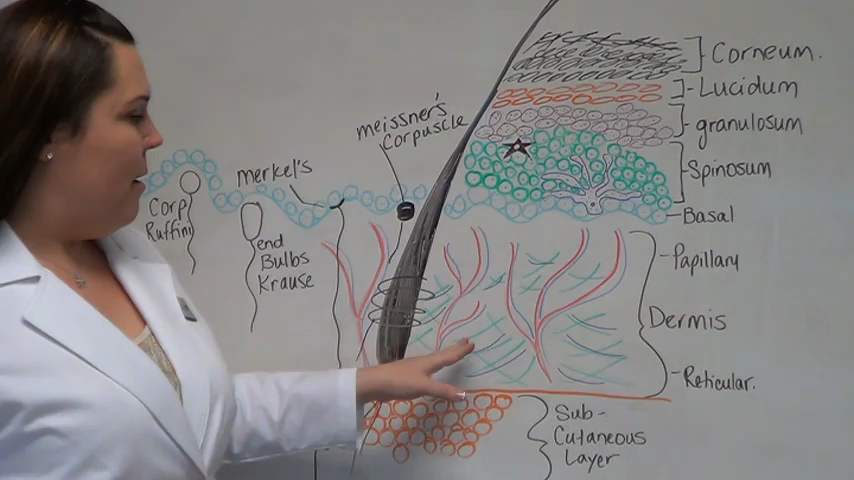 Corneum.
Lucidum
granulosum
Spinosum
Basal
meissner's
Corpuscle
merkel's
Corp
Ruffini
end
Bulbs
Krause
Papillary
Dermis
Reticular.
Sub-
Cutaneous
Layer